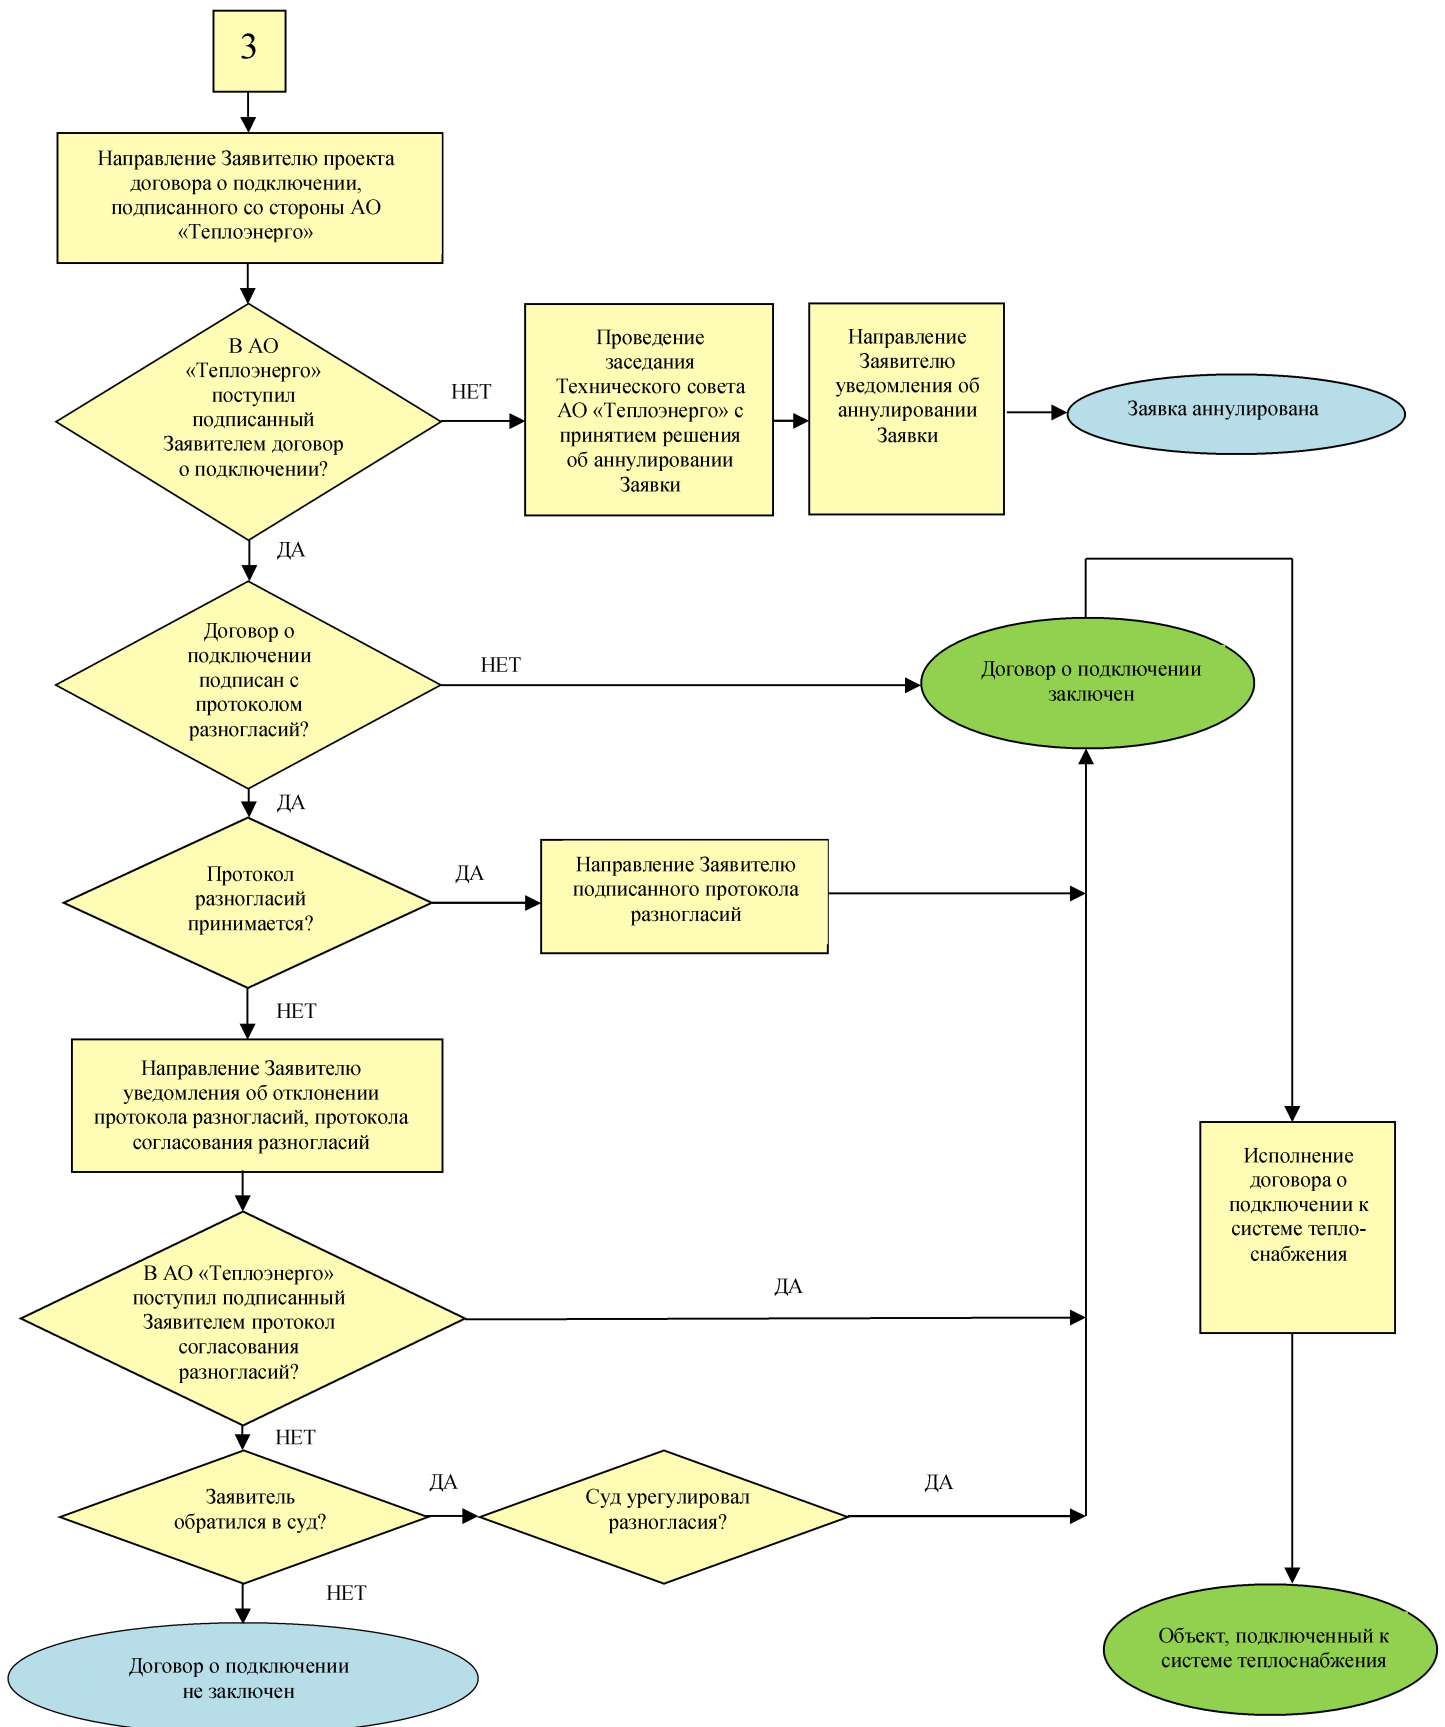 3
Направление Заявителю проекта
договора о подключении,
подписанного со стороны АО
«Теплоэнерго»
В АО
«Теплоэнерго»
поступил
подписанный
Заявителем договор
о подключении?
НЕТ
Проведение
заседания
Технического совета
АО «Теплоэнерго» с
принятием решения
об аннулировании
Заявки
Направление
Заявителю
уведомления об
аннулировании
Заявки
Заявка аннулирована
ДА
Договор о
подключении
подписан с
протоколом
разногласий?
НЕТ
Договор о подключении
заключен
ДА
Протокол
разногласий
принимается?
ДА
Направление Заявителю
подписанного протокола
разногласий
НЕТ
Направление Заявителю
уведомления об отклонении
протокола разногласий, протокола
согласования разногласий
Исполнение
договора о
подключении к
системе тепло-
снабжения
В АО «Теплоэнерго»
поступил подписанный
Заявителем протокол
согласования
разногласий?
ДА
НЕТ
Заявитель
обратился в суд?
ДА
Суд урегулировал
разногласия?
ДА
НЕТ
Договор о подключении
не заключен
Объект, подключенный к
системе теплоснабжения